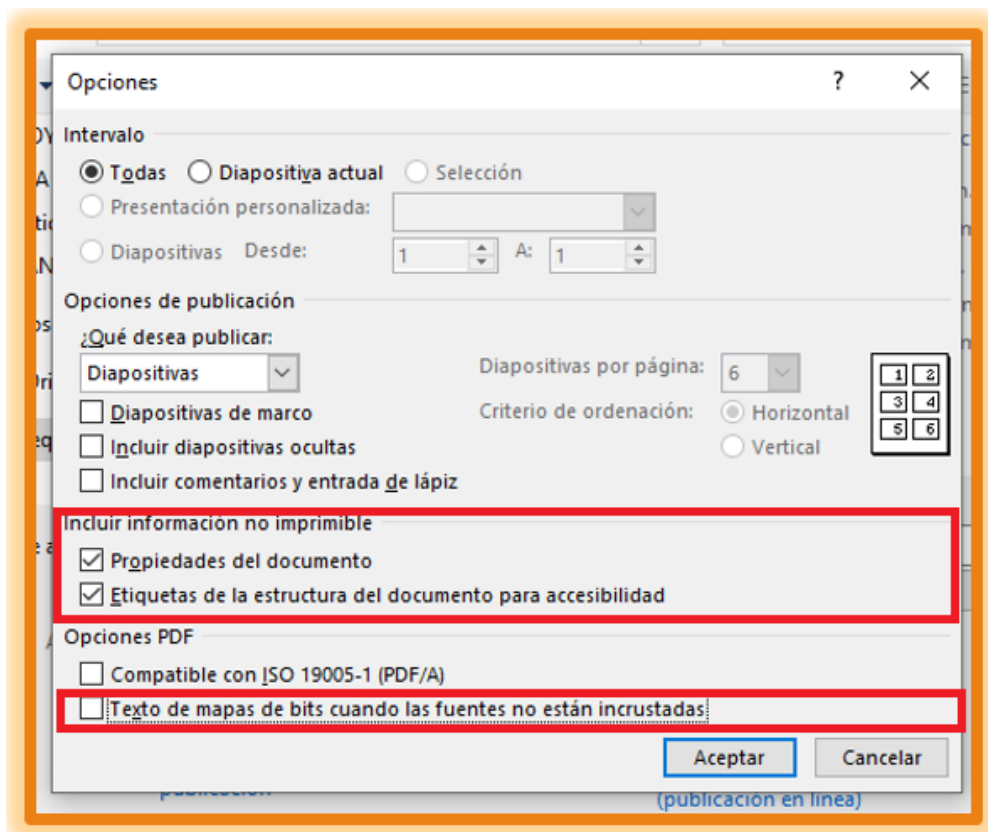 Opciones ?
Intervalo
Todas Diapositiva actual Selección
Presentación personalizada:
Diapositivas Desde: 1 A: 1
Opciones de publicación
¿Qué desea publicar:
Diapositivas Diapositivas por página: 6
Diapositivas de marco Criterio de ordenación: Horizontal
Incluir diapositivas ocultas Vertical
Incluir comentarios y entrada de lápiz
1 2
3 4
5 6
Incluir información no imprimible
Propiedades del documento
Etiquetas de la estructura del documento para accesibilidad
Opciones PDF
Compatible con ISO 19005-1 (PDF/A)
Texto de mapas de bits cuando las fuentes no están incrustadas
Aceptar Cancelar
publicación (publicación en línea)